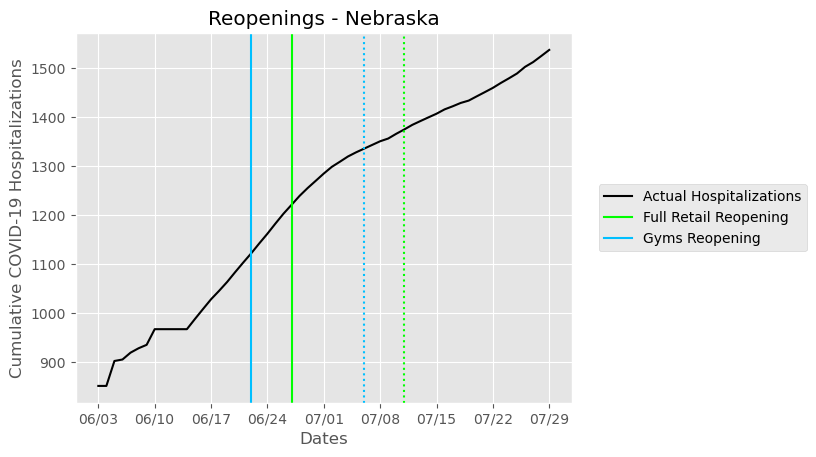 Reopenings - Nebraska
Cumulative COVID-19 Hospitalizations
1500
1400
1300
1200
1100
1000
900
06/03 06/10 06/17 06/24 07/01 07/08 07/15 07/22 07/29
Dates
Actual Hospitalizations
Full Retail Reopening
Gyms Reopening